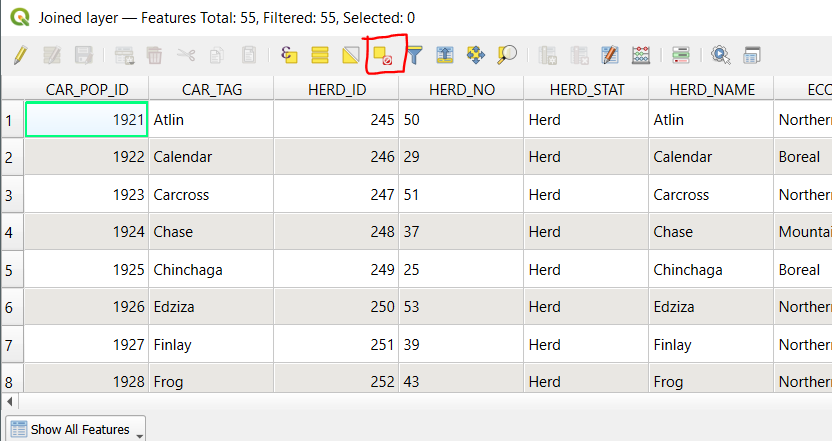 Joined layer — Features Total: 55, Filtered: 55, Selected: 0
CAR_POP_ID CAR_TAG HERD_ID HERD_NO HERD_STAT HERD_NAME ECO
1 1921 Atlin 245 50 Herd Atlin Northern
2 1922 Calendar 246 29 Herd Calendar Boreal
3 1923 Carcross 247 51 Herd Carcross Northern
4 1924 Chase 248 37 Herd Chase Mountai
5 1925 Chinchaga 249 25 Herd Chinchaga Boreal
6 1926 Edziza 250 53 Herd Edziza Northern
7 1927 Finlay 251 39 Herd Finlay Northern
8 1928 Frog 252 43 Herd Frog Northern
Show All Features